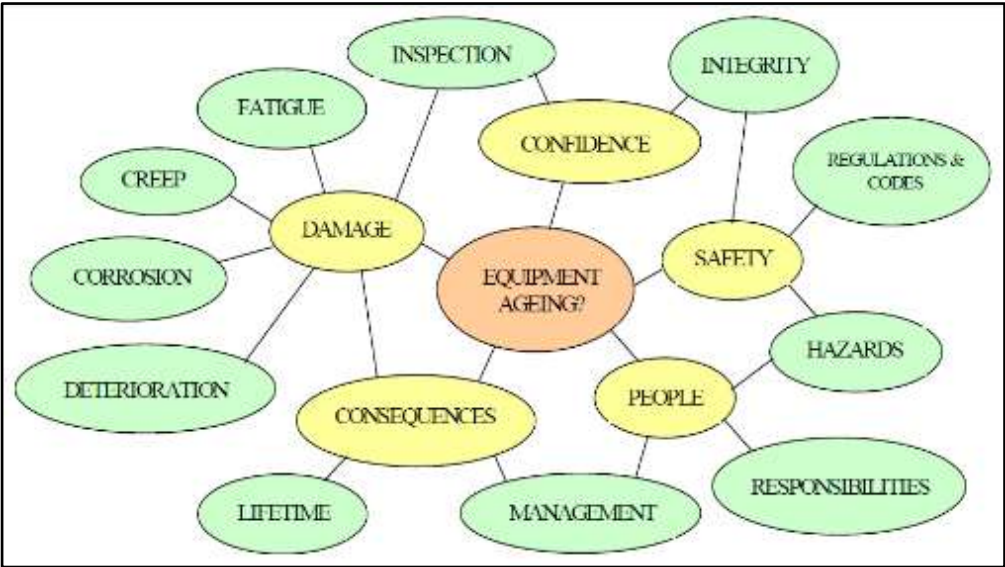 INSPECTION
INTEGRITY
FATIGUE
CONFIDENCE
REGULATIONS &
CODES
CREEP
DAMAGE
SAFETY
CORROSION
EQUIPMENT
AGEING?
HAZARDS
DETERIORATION
PEOPLE
CONSEQUENCES
RESPONSIBILITIES
LIFETIME
MANAGEMENT